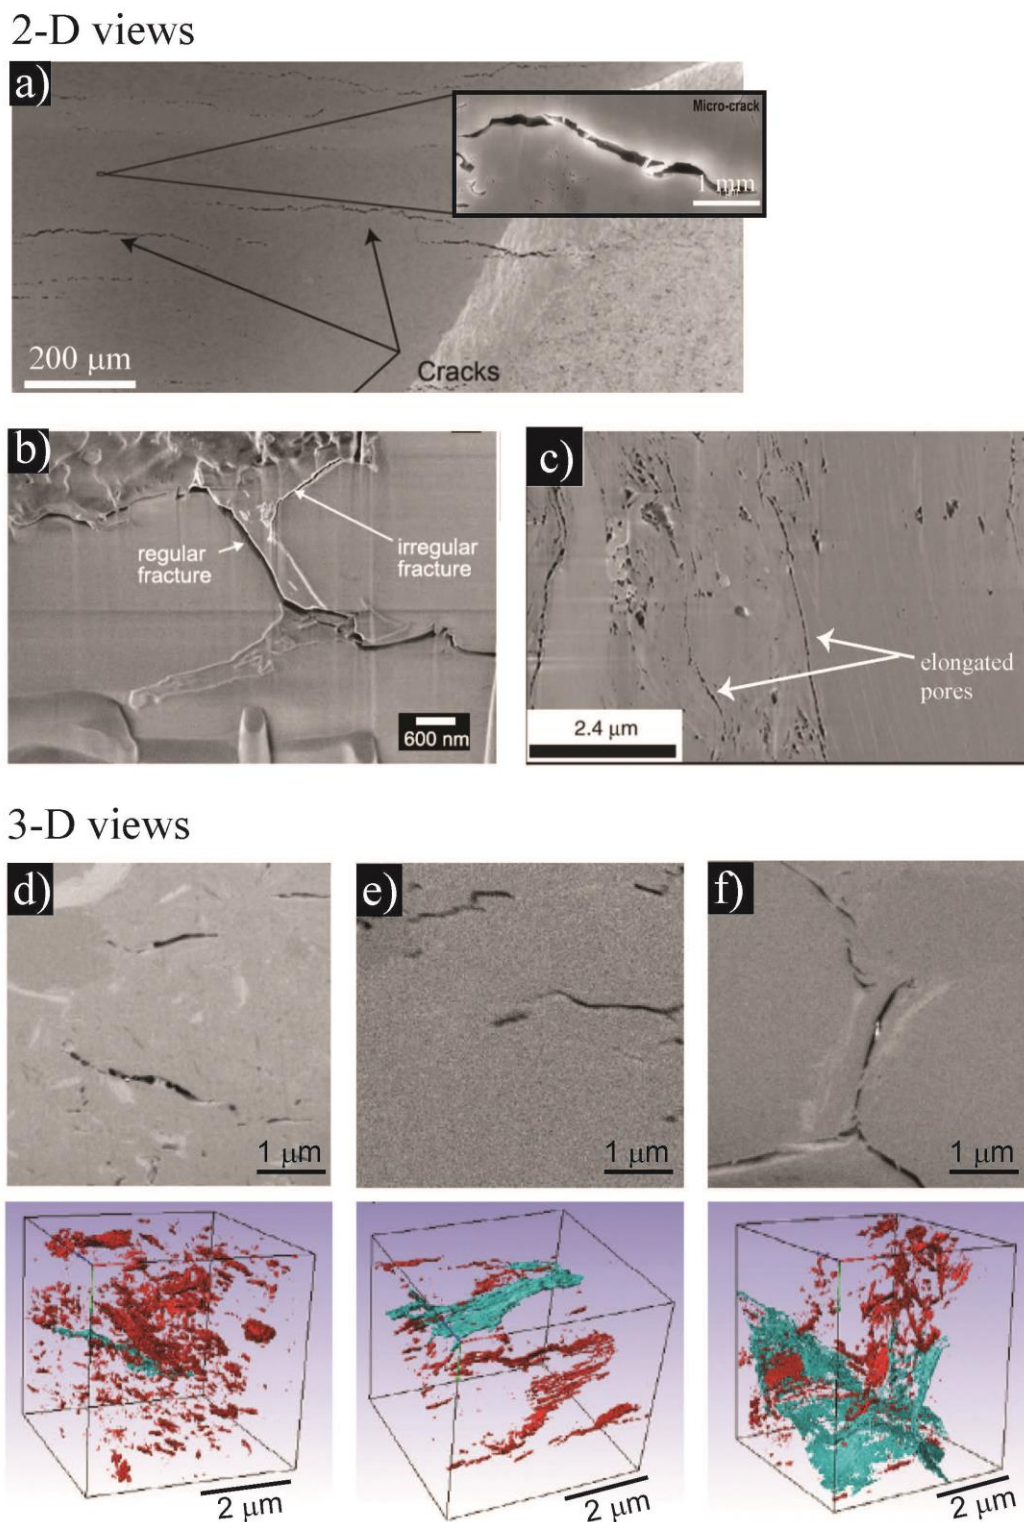 2-D views
a)
Micro-crack
1 mm
200 μm
Cracks
b)
regular
fracture
irregular
fracture
600 nm
c)
elongated
pores
2.4 μm
3-D views
d)
1 μm
e)
1 μm
f)
1 μm
2 μm
2 μm
2 μm